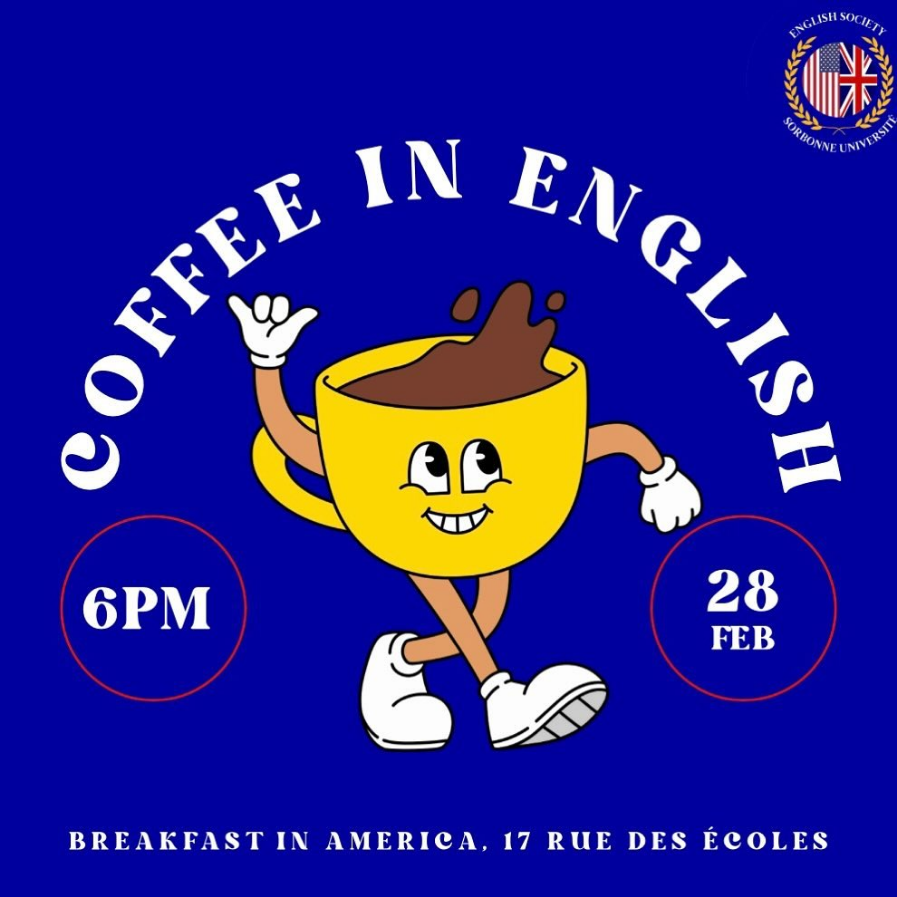 ENGLISH SOCIETY
SORBONNE UNIVERSITÉ
COFFEE IN ENGLISH
6PM
28
FEB
BREAKFAST IN AMERICA, 17 RUE DES ÉCOLES